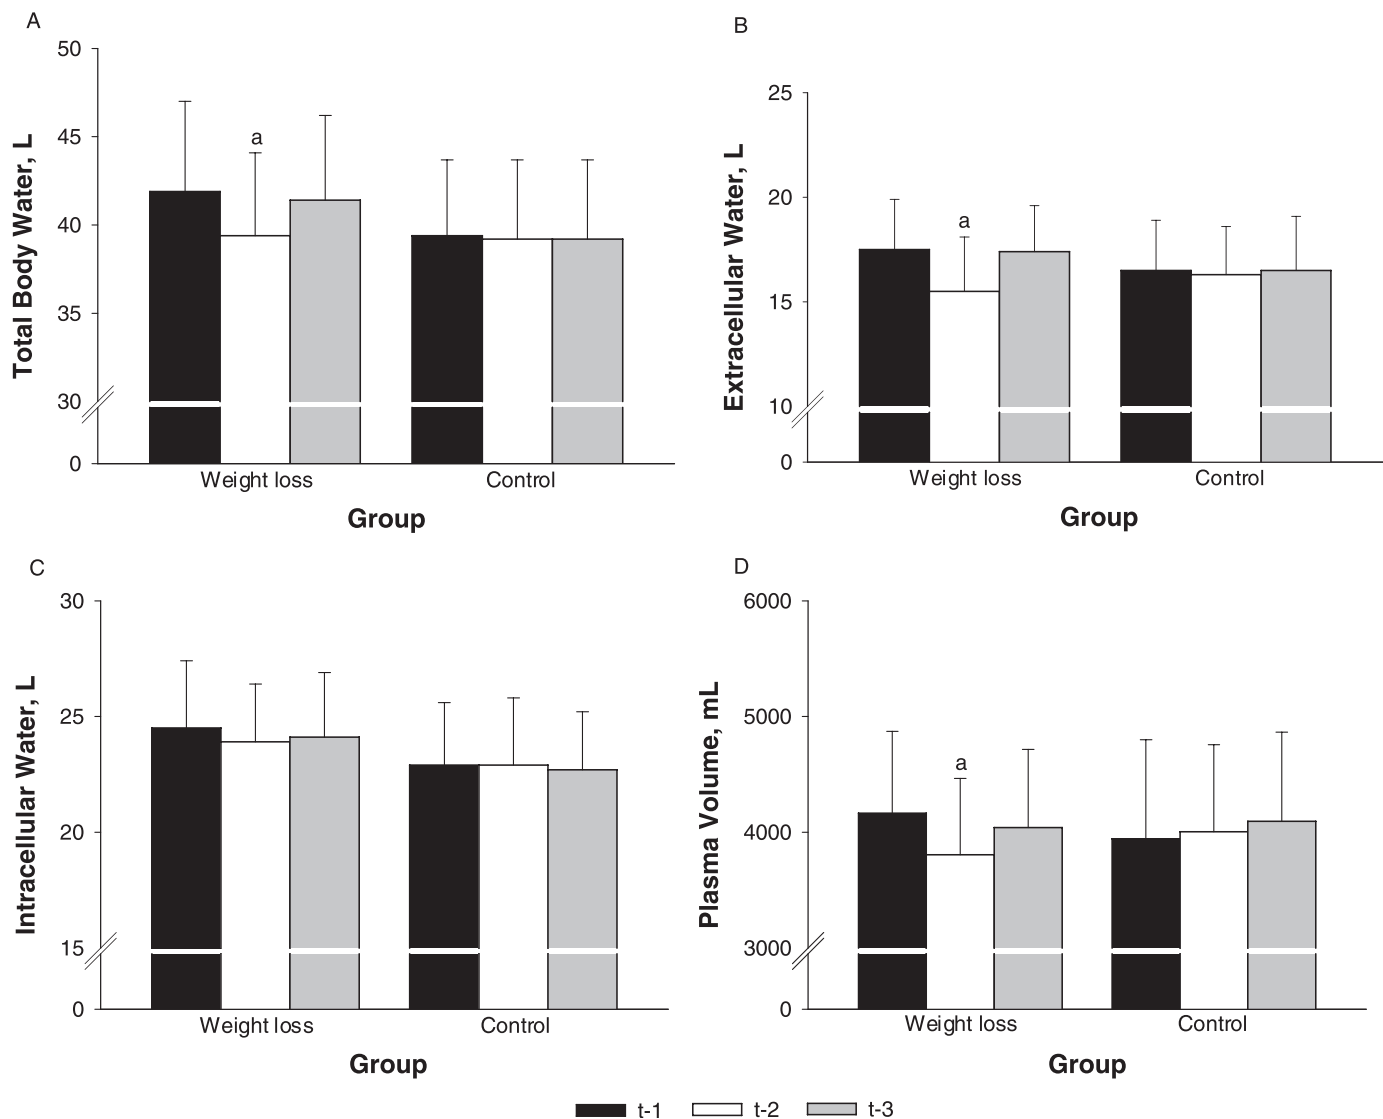 A
50
45
40
35
30
0
Total Body Water, L
a
Weight loss Control
Group
B
25
20
15
10
0
Extracellular Water, L
a
Weight loss Control
Group
C
30
25
20
15
0
Intracellular Water, L
Weight loss Control
Group
D
6000
5000
4000
3000
0
Plasma Volume, mL
a
Weight loss Control
Group
t-1 t-2 t-3